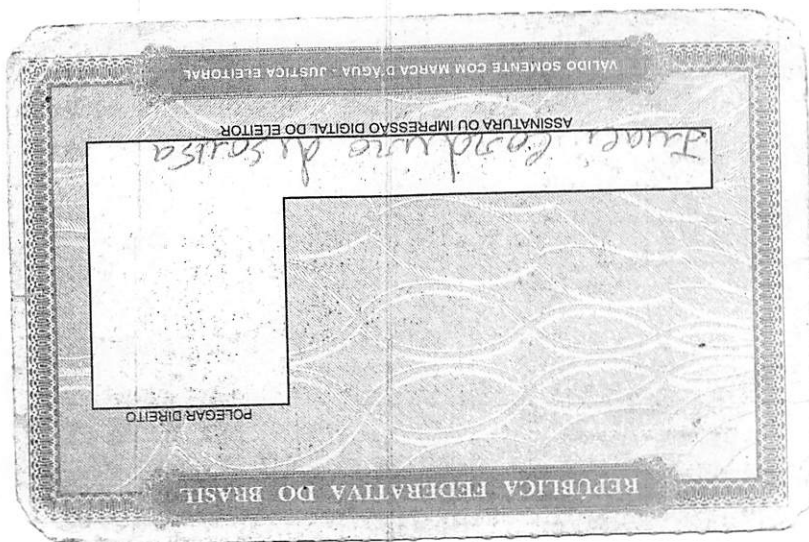 REPÚBLICA FEDERATIVA DO BRASIL
POLEGAR DIREITO
de Sousa
ASSINATURA OU IMPRESSÃO DIGITAL DO ELEITOR
VÁLIDO SOMENTE COM MARCA D'ÁGUA - JUSTIÇA ELEITORAL